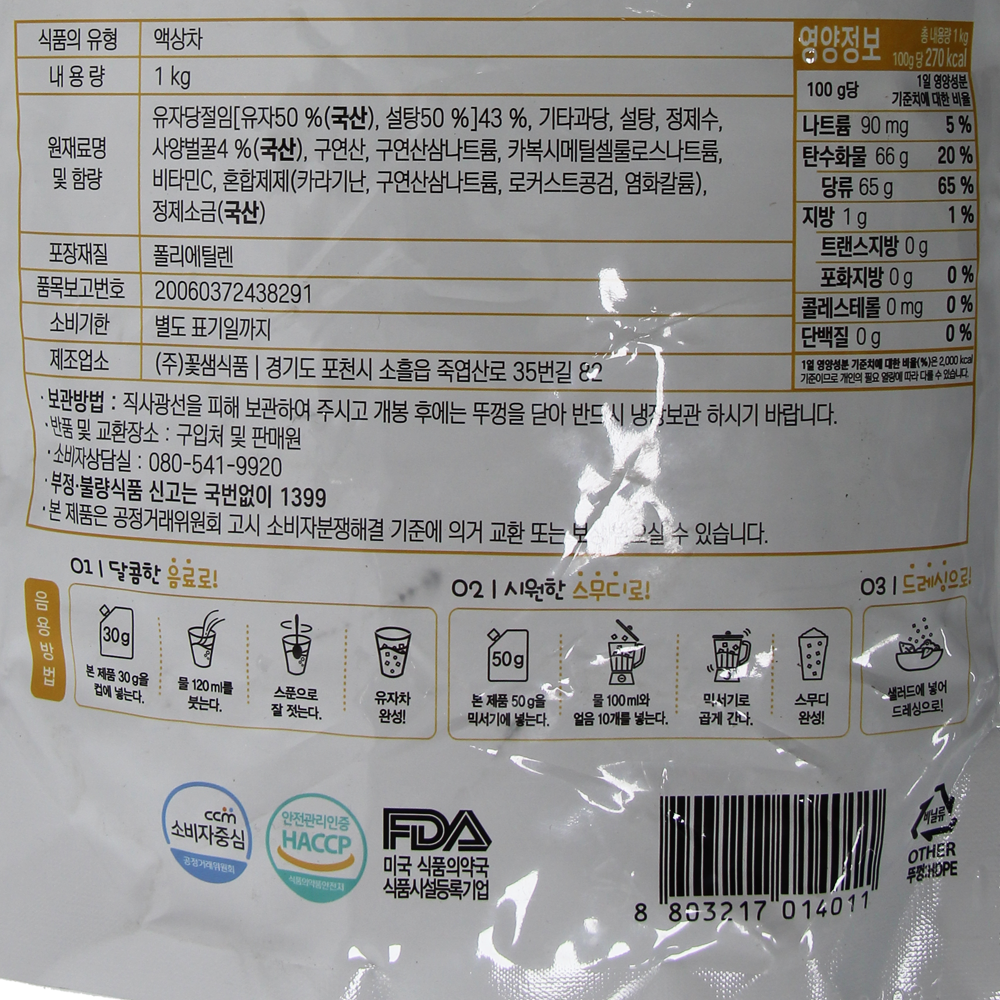 식품의 유형 액상차
내용량 1 kg
원재료명 및 함량
유자당절임[유자50 %(국산), 설탕50 %]43 %, 기타과당, 설탕, 정제수,
사양벌꿀4 %(국산), 구연산, 구연산삼나트륨, 카복시메틸셀룰로스나트륨,
비타민C, 혼합제제(카라기난, 구연산삼나트륨, 로커스트콩검, 염화칼륨),
정제소금(국산)
포장재질 폴리에틸렌
품목보고번호 20060372438291
소비기한 별도 표기일까지
제조업소 (주)꽃샘식품 | 경기도 포천시 소흘읍 죽엽산로 35번길 82
영양정보 총 내용량 1 kg
100g 당 270 kcal
100 g당 1일 영양성분
기준치에 대한 비율
나트륨 90 mg 5 %
탄수화물 66 g 20 %
당류 65 g 65 %
지방 1 g 1 %
트랜스지방 0 g
포화지방 0 g 0 %
콜레스테롤 0 mg 0 %
단백질 0 g 0 %
1일 영양성분 기준치에 대한 비율(%)은 2,000 kcal
기준이므로 개인의 필요 열량에 따라 다를 수 있습니다.
· 보관방법 : 직사광선을 피해 보관하여 주시고 개봉 후에는 뚜껑을 닫아 반드시 냉장보관 하시기 바랍니다.
· 반품 및 교환장소 : 구입처 및 판매원
· 소비자상담실 : 080-541-9920
· 부정·불량식품 신고는 국번없이 1399
· 본 제품은 공정거래위원회 고시 소비자분쟁해결 기준에 의거 교환 또는 보 수 있습니다.
음용방법
01 | 달콤한 음료로!
30g
본 제품 30 g을
컵에 넣는다.
물 120 ml를
붓는다.
스푼으로
잘 젓는다.
유자차
완성!
02 | 시원한 스무디로!
50g
본 제품 50 g을
믹서기에 넣는다.
물 100 ml와
얼음 10개를 넣는다.
믹서기로
곱게 간다.
스무디
완성!
03 | 드레싱으로!
샐러드에 넣어
드레싱으로!
ccm
소비자중심
공정거래위원회
안전관리인증
HACCP
식품의약품안전처
FDA
미국 식품의약국
식품시설등록기업
8 803217 014011
비닐류
OTHER
뚜껑:HDPE